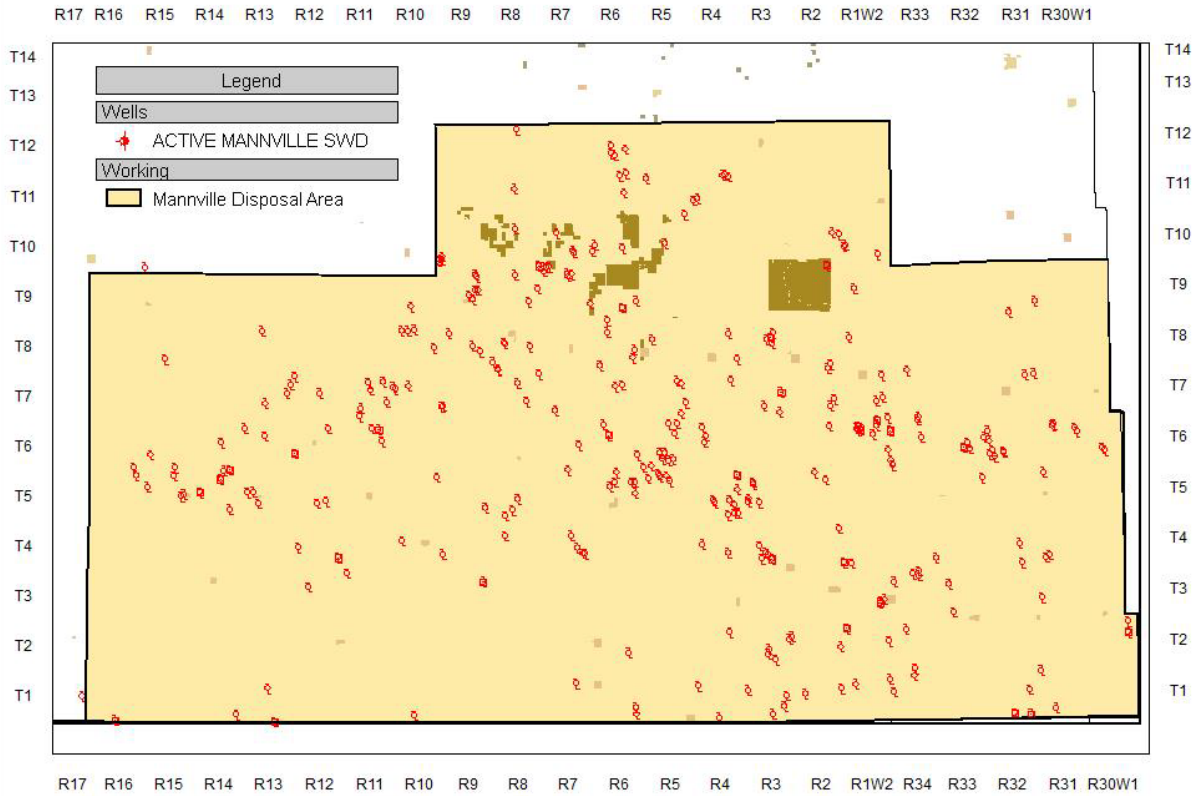 R17 R16 R15 R14 R13 R12 R11 R10 R9 R8 R7 R6 R5 R4 R3 R2 R1W2 R33 R32 R31 R30W1
T14 T14
T13 T13
Legend
Wells
ACTIVE MANNVILLE SWD
Working
Mannville Disposal Area
T12 T12
T11 T11
T10 T10
T9 T9
T8 T8
T7 T7
T6 T6
T5 T5
T4 T4
T3 T3
T2 T2
T1 T1
R17 R16 R15 R14 R13 R12 R11 R10 R9 R8 R7 R6 R5 R4 R3 R2 R1W2 R34 R33 R32 R31 R30W1